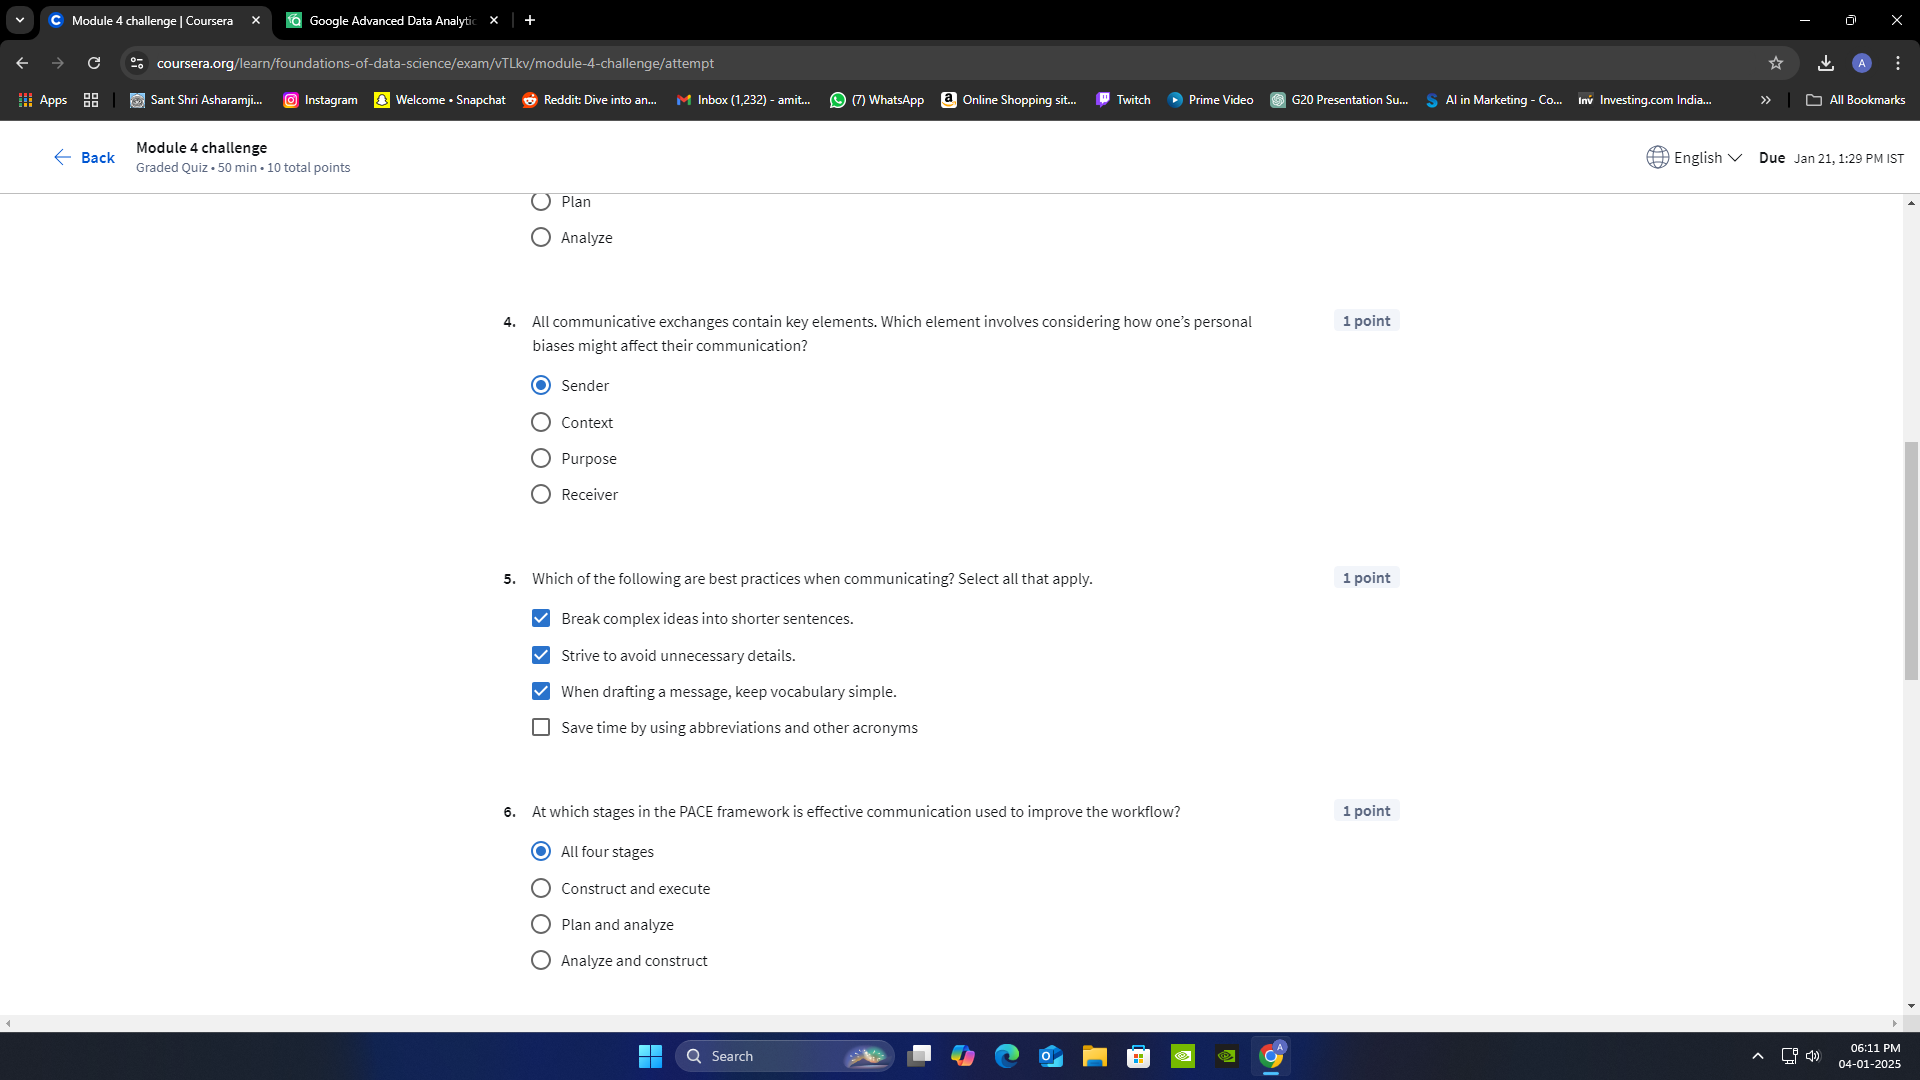 Module 4 challenge | Coursera
Google Advanced Data Analytic
coursera.org/learn/foundations-of-data-science/exam/vTLkv/module-4-challenge/attempt
A
Apps
Sant Shri Asharamji...
Instagram
Welcome • Snapchat
Reddit: Dive into an...
Inbox (1,232) - amit...
(7) WhatsApp
Online Shopping sit...
Twitch
Prime Video
G20 Presentation Su...
AI in Marketing - Co...
Investing.com India...
All Bookmarks
Back
Module 4 challenge
Graded Quiz • 50 min • 10 total points
English
Due Jan 21, 1:29 PM IST
Plan
Analyze
4. All communicative exchanges contain key elements. Which element involves considering how one's personal
biases might affect their communication?
1 point
Sender
Context
Purpose
Receiver
5. Which of the following are best practices when communicating? Select all that apply.
1 point
Break complex ideas into shorter sentences.
Strive to avoid unnecessary details.
When drafting a message, keep vocabulary simple.
Save time by using abbreviations and other acronyms
6. At which stages in the PACE framework is effective communication used to improve the workflow?
1 point
All four stages
Construct and execute
Plan and analyze
Analyze and construct
Search
06:11 PM
04-01-2025